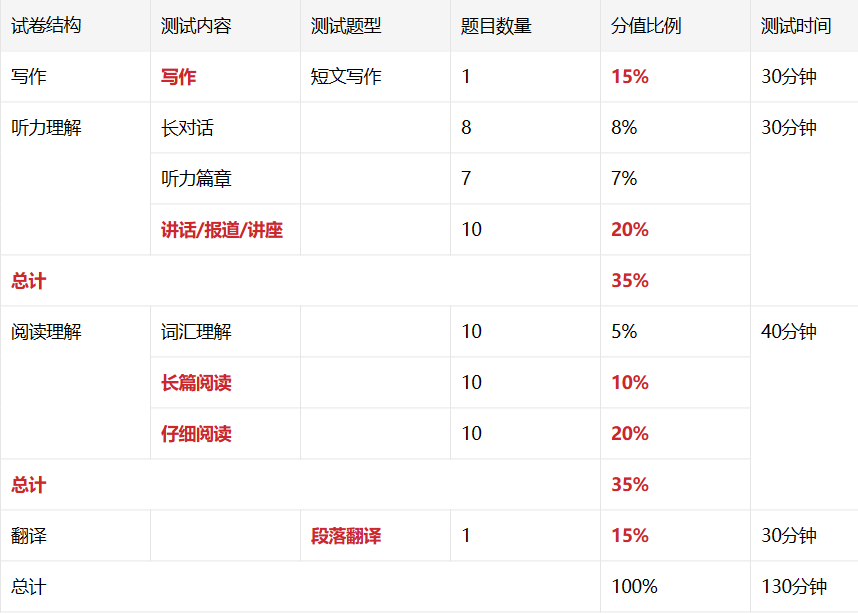 试卷结构 测试内容 测试题型 题目数量 分值比例 测试时间
写作 写作 短文写作 1 15% 30分钟
听力理解 长对话 8 8% 30分钟
听力篇章 7 7%
讲话/报道/讲座 10 20%
总计 35%
阅读理解 词汇理解 10 5% 40分钟
长篇阅读 10 10%
仔细阅读 10 20%
总计 35%
翻译 段落翻译 1 15% 30分钟
总计 100% 130分钟